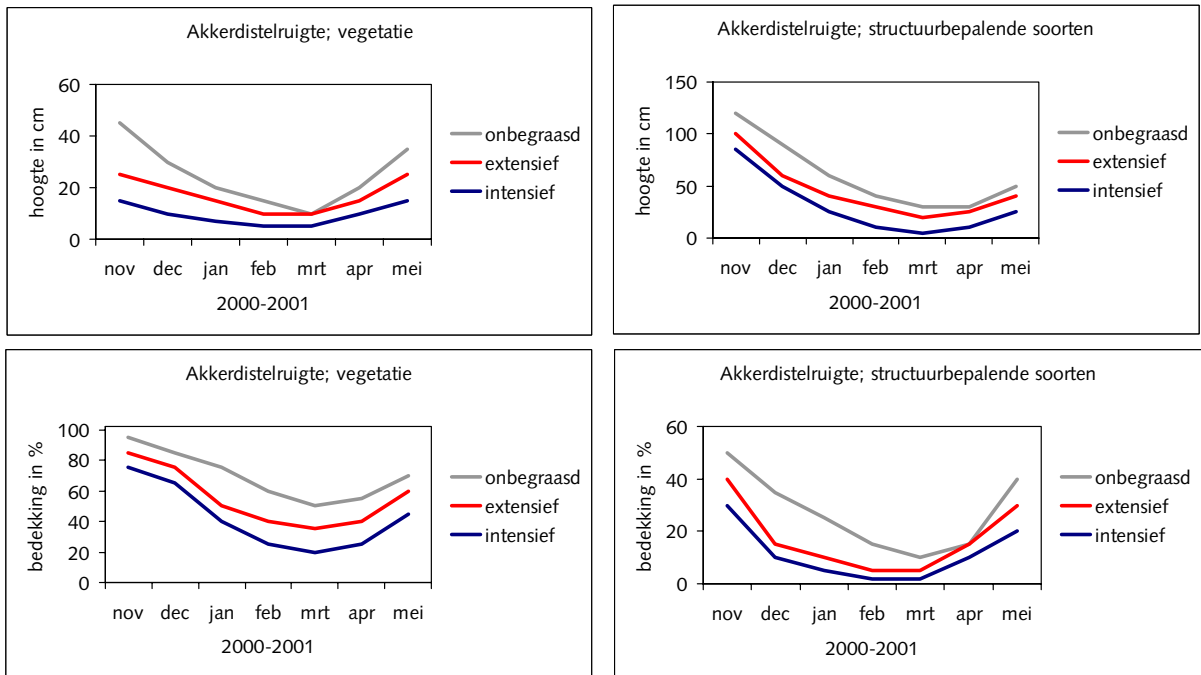 Akkerdistelruigte; vegetatie
60
40
20
0
hoogte in cm
nov dec jan feb mrt apr mei
2000-2001
onbegraasd
extensief
intensief
Akkerdistelruigte; structuurbepalende soorten
150
100
50
0
hoogte in cm
nov dec jan feb mrt apr mei
2000-2001
onbegraasd
extensief
intensief
Akkerdistelruigte; vegetatie
100
80
60
40
20
0
bedekking in %
nov dec jan feb mrt apr mei
2000-2001
onbegraasd
extensief
intensief
Akkerdistelruigte; structuurbepalende soorten
60
40
20
0
bedekking in %
nov dec jan feb mrt apr mei
2000-2001
onbegraasd
extensief
intensief